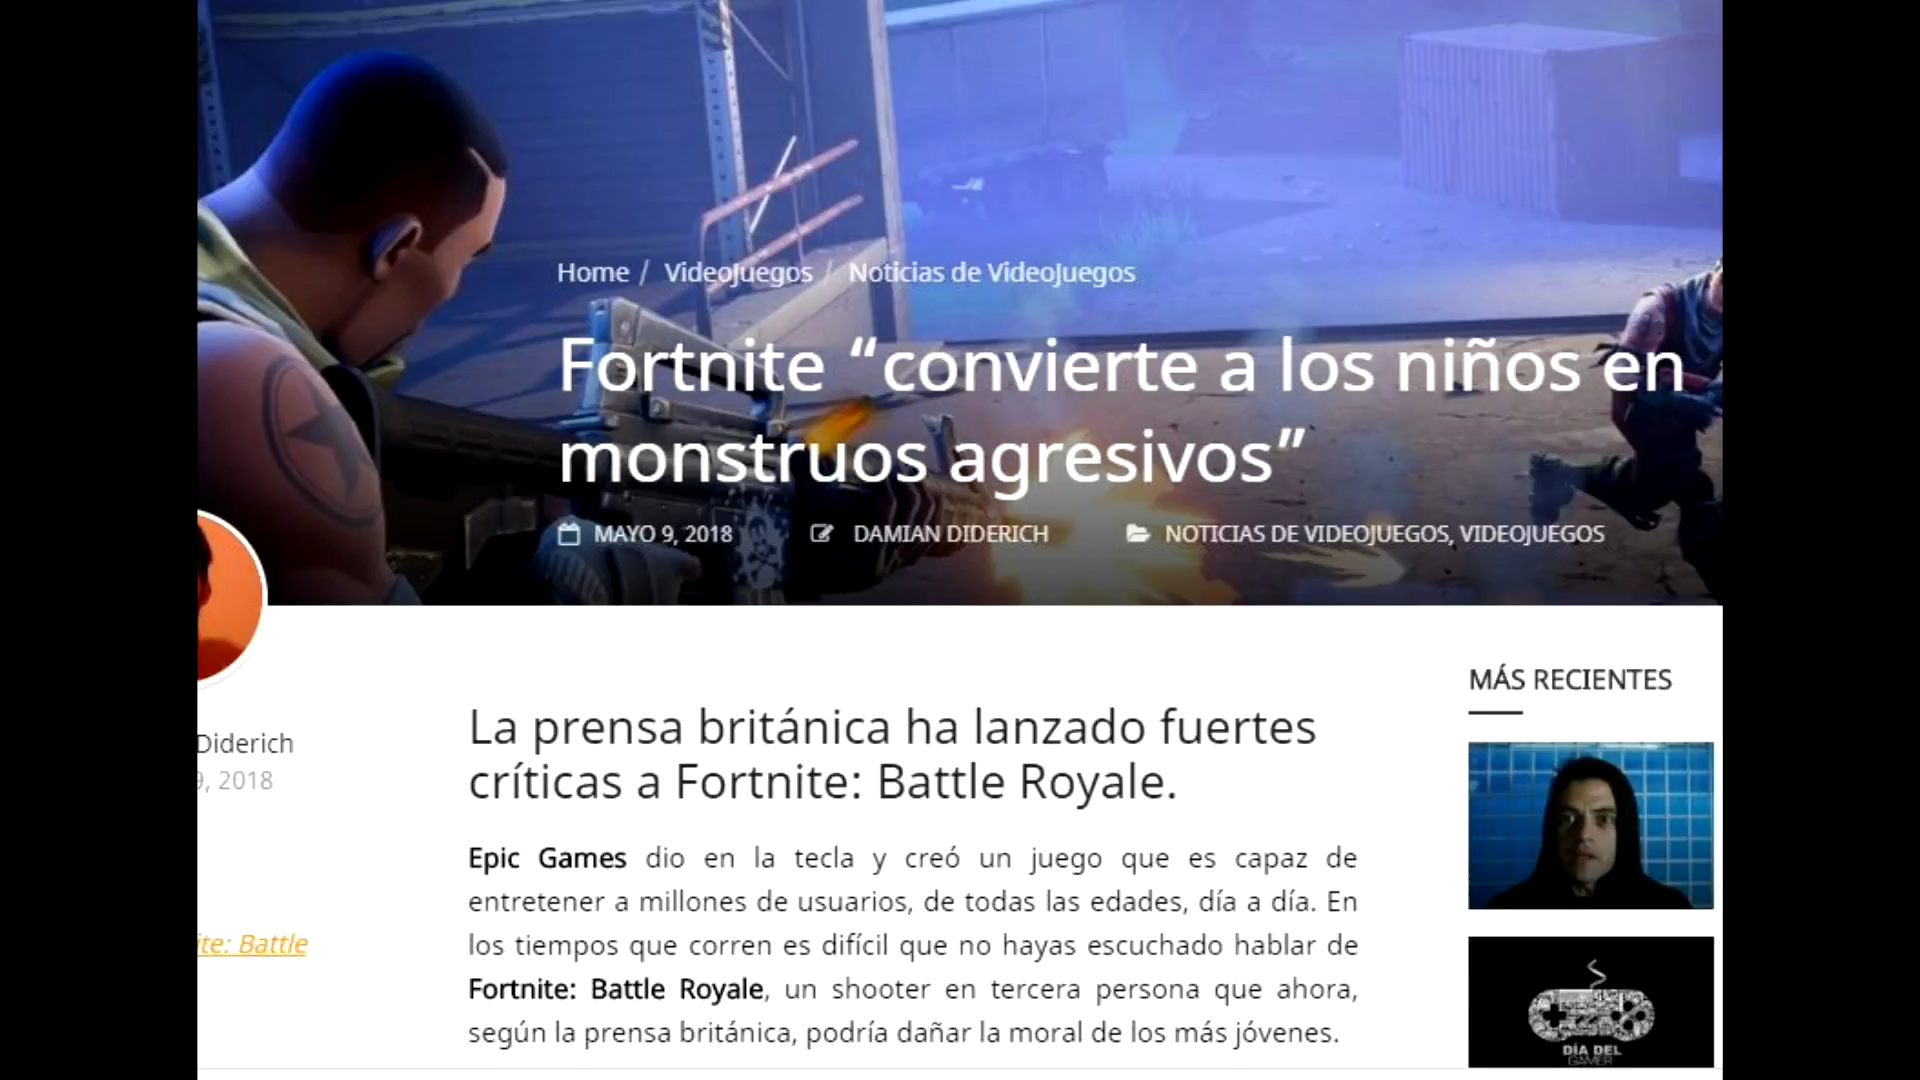 Home / VideoJuegos / Noticias de VideoJuegos
Fortnite “convierte a los niños en
monstruos agresivos”
MAYO 9, 2018 DAMIAN DIDERICH NOTICIAS DE VIDEOJUEGOS, VIDEOJUEGOS
Diderich
9, 2018
ite: Battle
La prensa británica ha lanzado fuertes
críticas a Fortnite: Battle Royale.
Epic Games dio en la tecla y creó un juego que es capaz de
entretener a millones de usuarios, de todas las edades, día a día. En
los tiempos que corren es difícil que no hayas escuchado hablar de
Fortnite: Battle Royale, un shooter en tercera persona que ahora,
según la prensa británica, podría dañar la moral de los más jóvenes.
MÁS RECIENTES
DÍA DEL
GAMER